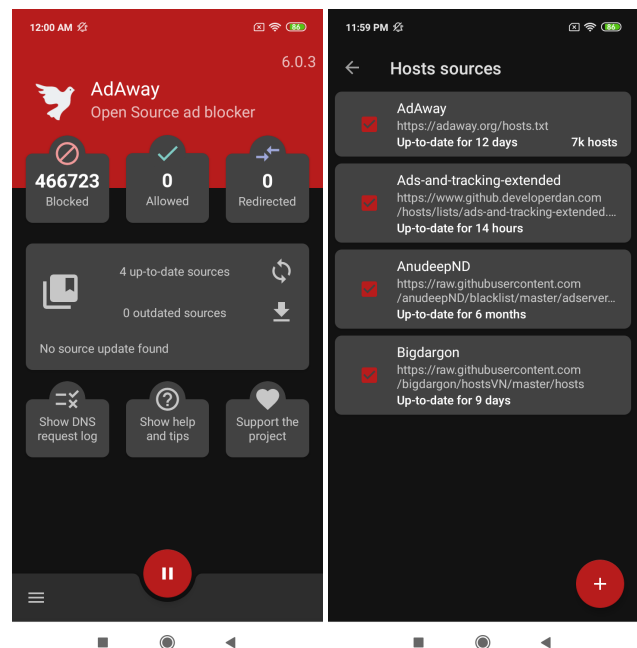 12:00 AM
86
6.0.3
AdAway
Open Source ad blocker
466723
Blocked
0
Allowed
0
Redirected
4 up-to-date sources
0 outdated sources
No source update found
Show DNS
request log
Show help
and tips
Support the
project
11:59 PM
86
Hosts sources
AdAway
https://adaway.org/hosts.txt
Up-to-date for 12 days 7k hosts
Ads-and-tracking-extended
https://www.github.developerdan.com
/hosts/lists/ads-and-tracking-extended....
Up-to-date for 14 hours
AnudeepND
https://raw.githubusercontent.com
/anudeepND/blacklist/master/adserver...
Up-to-date for 6 months
Bigdargon
https://raw.githubusercontent.com
/bigdargon/hostsVN/master/hosts
Up-to-date for 9 days